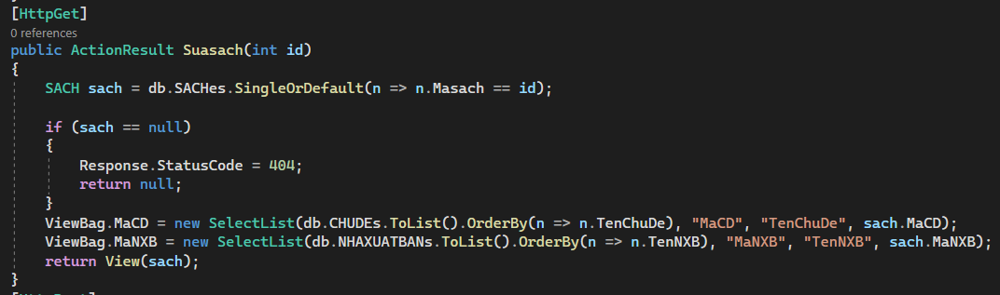 }
[HttpGet]
0 references
public ActionResult Suasach(int id)
{
SACH sach = db.SACHes.SingleOrDefault(n => n.Masach == id);
if (sach == null)
{
Response.StatusCode = 404;
return null;
}
ViewBag.MaCD = new SelectList(db.CHUDEs.ToList().OrderBy(n => n.TenChuDe), "MaCD", "TenChuDe", sach.MaCD);
ViewBag.MaNXB = new SelectList(db.NHAXUATBANs.ToList().OrderBy(n => n.TenNXB), "MaNXB", "TenNXB", sach.MaNXB);
return View(sach);
}